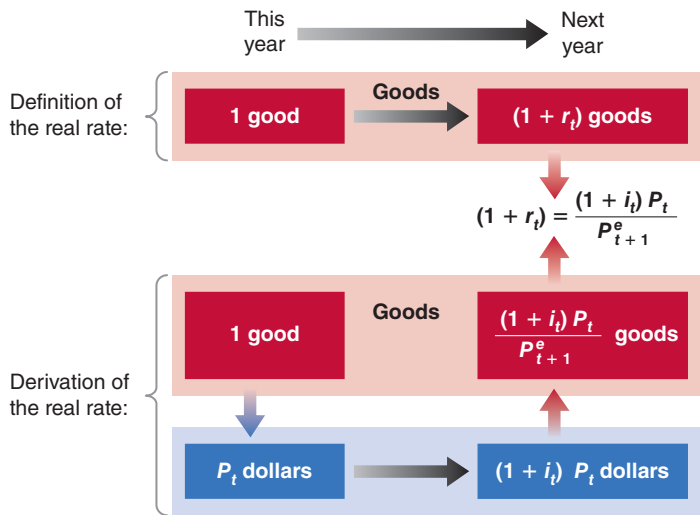 This year
Next year
Definition of
the real rate:
Goods
1 good
(1 + r_t) goods
(1 + r_t) = (1 + i_t) P_t / P^e_{t+1}
Derivation of
the real rate:
1 good
Goods
(1 + i_t) P_t / P^e_{t+1} goods
P_t dollars
(1 + i_t) P_t dollars